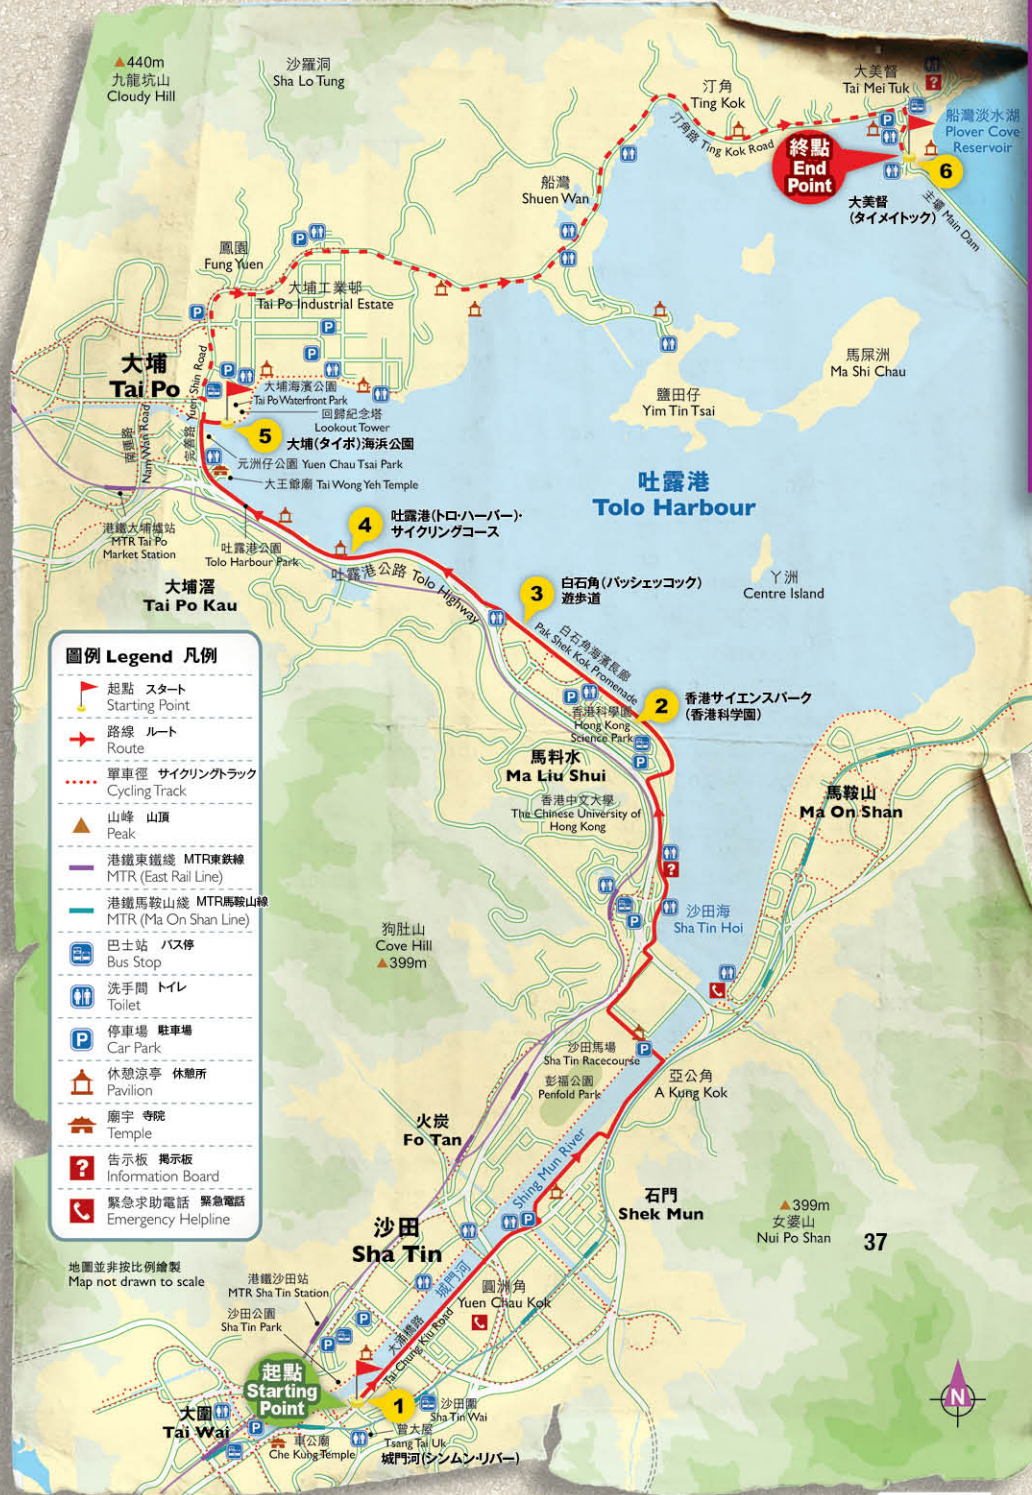 ▲440m
九龍坑山
Cloudy Hill
沙羅洞
Sha Lo Tung
汀角
Ting Kok
汀角路 Ting Kok Road
大美督
Tai Mei Tuk
船灣淡水湖
Plover Cove
Reservoir
終點
End
Point
6
大美督
(タイメイトック)
主壩 Main Dam
船灣
Shuen Wan
鳳園
Fung Yuen
大埔工業邨
Tai Po Industrial Estate
大埔
Tai Po
完善路 Yuen Shin Road
南運路
Nam Wan Road
大埔海濱公園
Tai Po Waterfront Park
回歸紀念塔
Lookout Tower
5
大埔(タイポ)海浜公園
元洲仔公園 Yuen Chau Tsai Park
大王爺廟 Tai Wong Yeh Temple
馬屎洲
Ma Shi Chau
鹽田仔
Yim Tin Tsai
吐露港
Tolo Harbour
港鐵大埔墟站
MTR Tai Po
Market Station
吐露港公園
Tolo Harbour Park
4
吐露港(トロ・ハーバー)・
サイクリングコース
吐露港公路 Tolo Highway
大埔滘
Tai Po Kau
3
白石角(パッシェッコック)
遊歩道
白石角海濱長廊
Pak Shek Kok Promenade
丫洲
Centre Island
2
香港サイエンスパーク
(香港科学園)
香港科學園
Hong Kong
Science Park
馬料水
Ma Liu Shui
香港中文大學
The Chinese University of
Hong Kong
馬鞍山
Ma On Shan
圖例 Legend 凡例
起點 スタート
Starting Point
路線 ルート
Route
單車徑 サイクリングトラック
Cycling Track
山峰 山頂
Peak
港鐵東鐵綫 MTR東鉄線
MTR (East Rail Line)
港鐵馬鞍山綫 MTR馬鞍山線
MTR (Ma On Shan Line)
巴士站 バス停
Bus Stop
洗手間 トイレ
Toilet
P
停車場 駐車場
Car Park
休憩涼亭 休憩所
Pavilion
廟宇 寺院
Temple
?
告示板 掲示板
Information Board
緊急求助電話 緊急電話
Emergency Helpline
地圖並非按比例繪製
Map not drawn to scale
狗肚山
Cove Hill
▲399m
沙田海
Sha Tin Hoi
沙田馬場
Sha Tin Racecourse
彭福公園
Penfold Park
亞公角
A Kung Kok
火炭
Fo Tan
Shing Mun River
城門河
石門
Shek Mun
▲399m
女婆山
Nui Po Shan
37
沙田
Sha Tin
港鐵沙田站
MTR Sha Tin Station
沙田公園
Sha Tin Park
圓洲角
Yuen Chau Kok
大涌橋路
Tai Chung Kiu Road
起點
Starting
Point
1
沙田圍
Sha Tin Wai
大圍
Tai Wai
車公廟
Che Kung Temple
曾大屋
Tsang Tai Uk
城門河(シンムン・リバー)
N